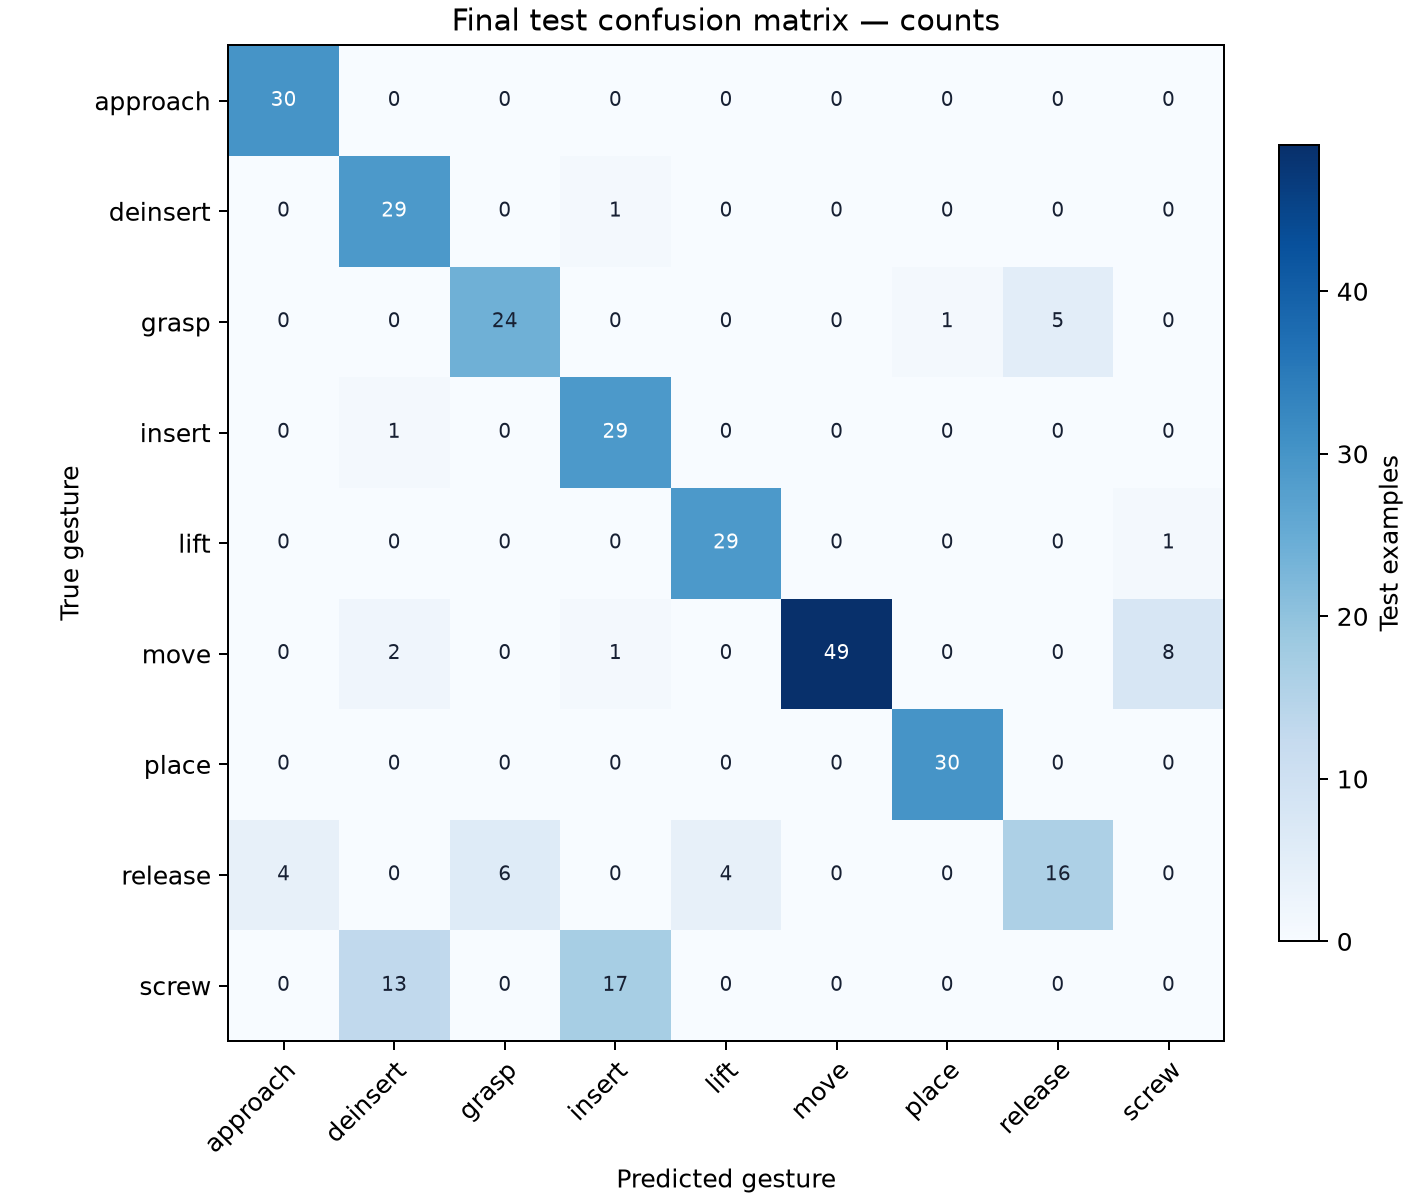 Final test confusion matrix — counts
approach 30 0 0 0 0 0 0 0 0
deinsert 0 29 0 1 0 0 0 0 0
grasp 0 0 24 0 0 0 1 5 0
insert 0 1 0 29 0 0 0 0 0
lift 0 0 0 0 29 0 0 0 1
move 0 2 0 1 0 49 0 0 8
place 0 0 0 0 0 0 30 0 0
release 4 0 6 0 4 0 0 16 0
screw 0 13 0 17 0 0 0 0 0
approach deinsert grasp insert lift move place release screw
Predicted gesture
True gesture
40
30
20
10
0
Test examples